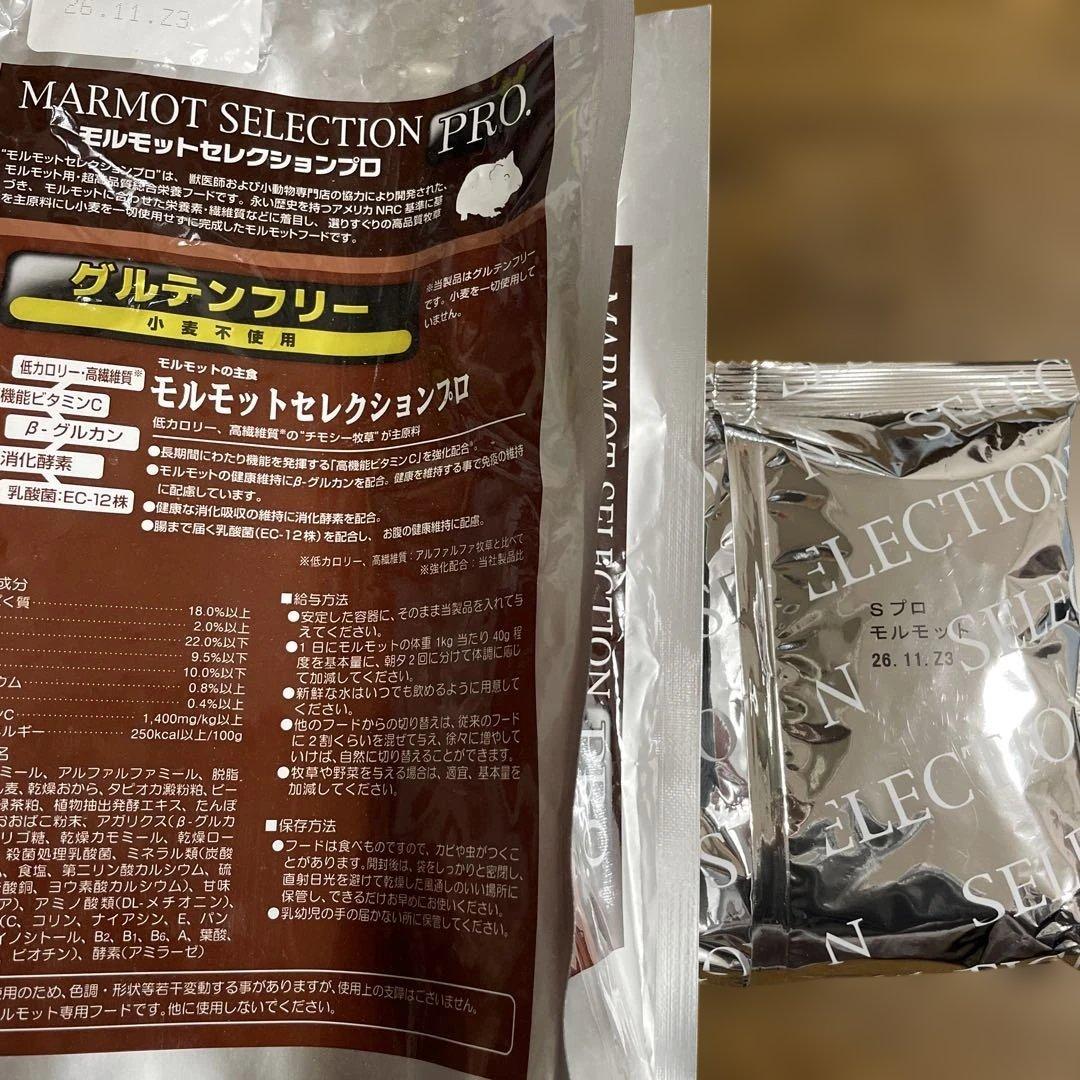 26.11.Z3
MARMOT SELECTION PRO.
モルモットセレクションプロ
"モルモットセレクションプロ"は、獣医師および小動物専門店の協力により開発された、
モルモット用・超高品質総合栄養フードです。永い歴史を持つアメリカ NRC 基準に基
づき、モルモットに合わせた栄養素・繊維質などに着目し、選りすぐりの高品質牧草
を主原料にし小麦を一切使用せずに完成したモルモットフードです。
グルテンフリー
小麦不使用
※当製品はグルテンフリー
です。小麦を一切使用して
いません。
低カロリー・高繊維質※
機能ビタミンC
β-グルカン
消化酵素
乳酸菌:EC-12株
モルモットの主食
モルモットセレクションプロ
低カロリー、高繊維質※の"チモシー牧草"が主原料
●長期間にわたり機能を発揮する「高機能ビタミンC」を強化配合※。
●モルモットの健康維持にβ-グルカンを配合。健康を維持する事で免疫の維持
に配慮しています。
●健康な消化吸収の維持に消化酵素を配合。
●腸まで届く乳酸菌(EC-12株)を配合し、お腹の健康維持に配慮。
※低カロリー、高繊維質:アルファルファ牧草と比べて
※強化配合:当社製品比
成分
く質 18.0%以上
2.0%以上
22.0%以下
9.5%以下
10.0%以下
ウム 0.8%以上
0.4%以上
C 1,400mg/kg以上
ルギー 250kcal以上/100g
名
ミール、アルファルファミール、脱脂
麦、乾燥おから、タピオカ澱粉粕、ビー
緑茶粕、植物抽出発酵エキス、たんぽ
おおばこ粉末、アガリクス(β-グルカ
リゴ糖、乾燥カモミール、乾燥ロー
殺菌処理乳酸菌、ミネラル類(炭酸
、食塩、第二リン酸カルシウム、硫
酸銅、ヨウ素酸カルシウム)、甘味
ア)、アミノ酸類(DL-メチオニン)、
(C、コリン、ナイアシン、E、パン
イノシトール、B2、B1、B6、A、葉酸、
ビオチン)、酵素(アミラーゼ)
■給与方法
●安定した容器に、そのまま当製品を入れて与
えてください。
●1日にモルモットの体重1kg当たり40g程
度を基本量に、朝夕2回に分けて体調に応じ
て加減してください。
●新鮮な水はいつでも飲めるように用意して
ください。
●他のフードからの切り替えは、従来のフード
に2割くらいを混ぜて与え、徐々に増やして
いけば、自然に切り替えることができます。
●牧草や野菜を与える場合は、適宜、基本量を
加減してください。
■保存方法
●フードは食べものですので、カビや虫がつくこ
とがあります。開封後は、袋をしっかりと密閉し、
直射日光を避けて乾燥した風通しのいい場所に
保管し、できるだけお早めにお使いください。
●乳幼児の手の届かない所に保管してください。
使用のため、色調・形状等若干変動する事がありますが、使用上の支障はございません。
ルモット専用フードです。他に使用しないでください。
MARMOT SELECTION PRO
SELECTION
SELECTION
Sプロ
モルモット
26.11.Z3
SELECTION
SELECTION